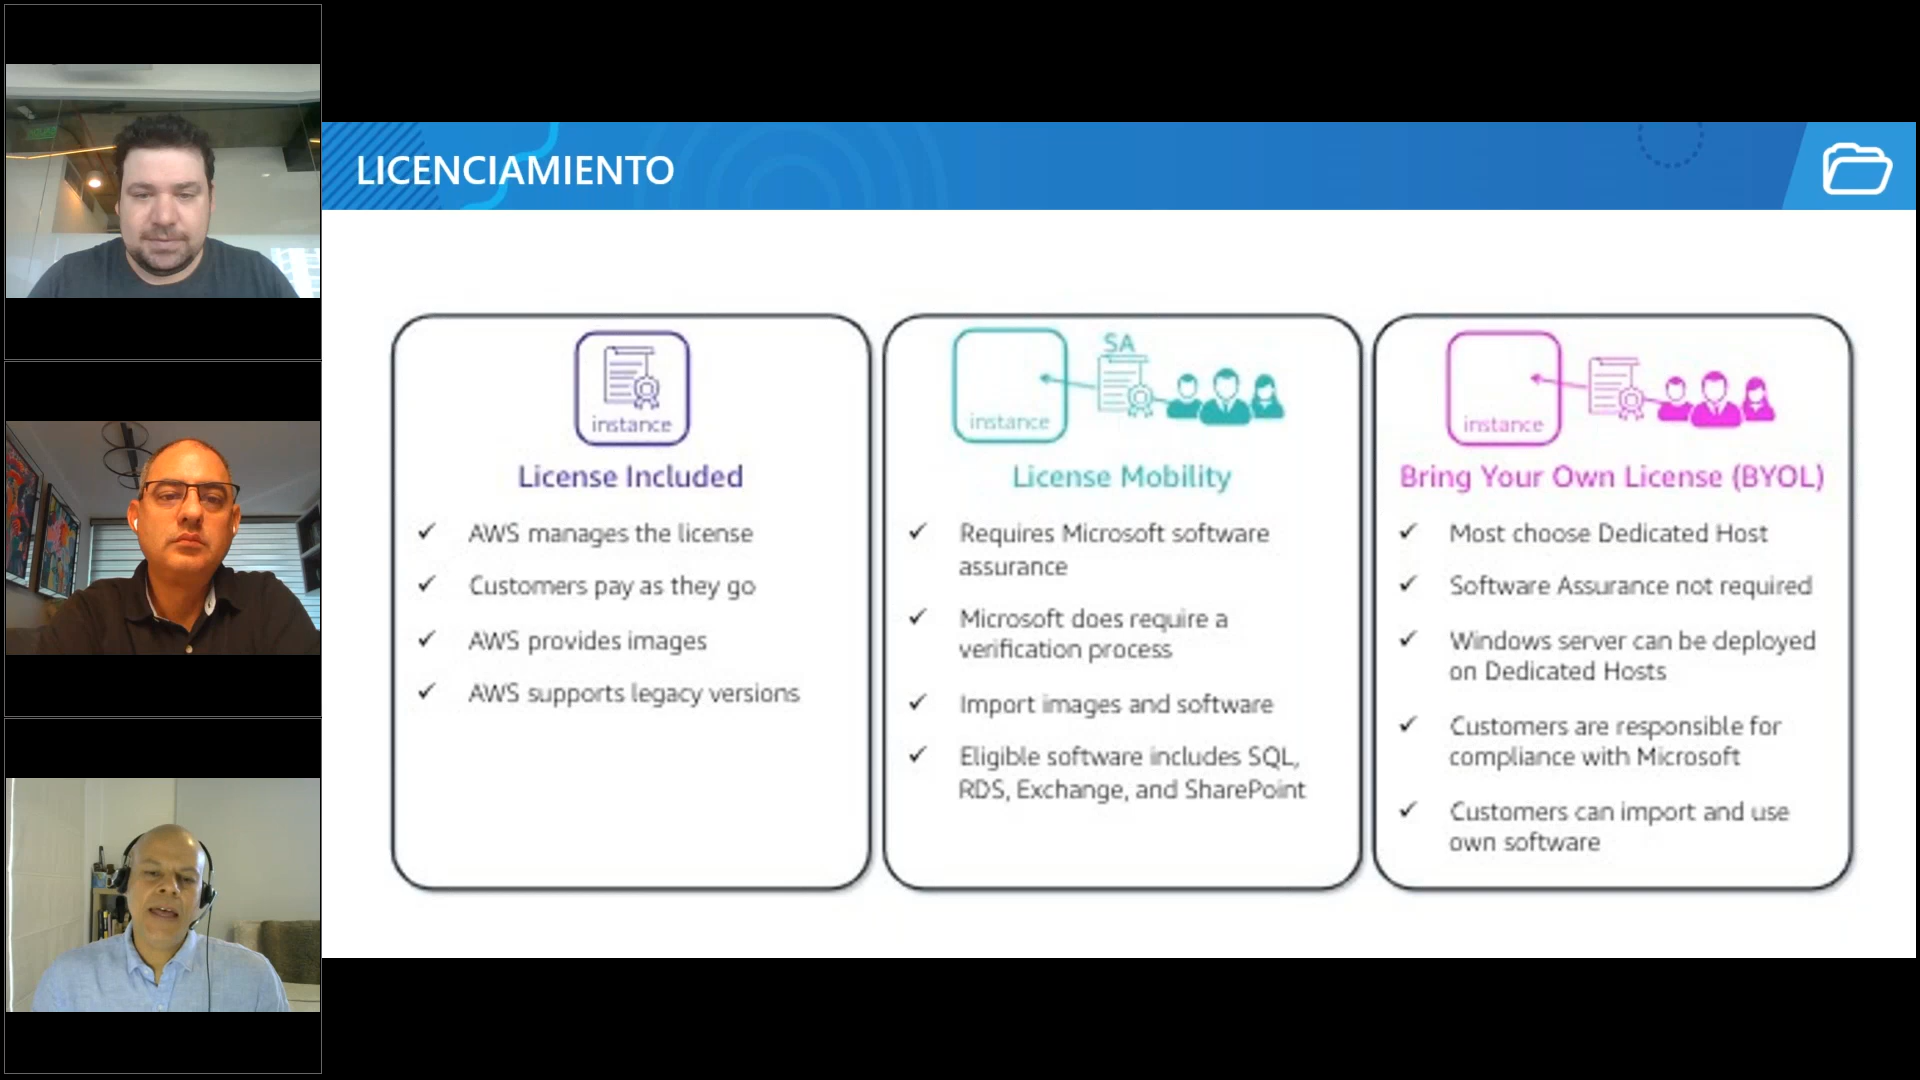 LICENCIAMIENTO
instance
License Included
✓ AWS manages the license
✓ Customers pay as they go
✓ AWS provides images
✓ AWS supports legacy versions
SA
instance
License Mobility
✓ Requires Microsoft software
assurance
✓ Microsoft does require a
verification process
✓ Import images and software
✓ Eligible software includes SQL,
RDS, Exchange, and SharePoint
instance
Bring Your Own License (BYOL)
✓ Most choose Dedicated Host
✓ Software Assurance not required
✓ Windows server can be deployed
on Dedicated Hosts
✓ Customers are responsible for
compliance with Microsoft
✓ Customers can import and use
own software